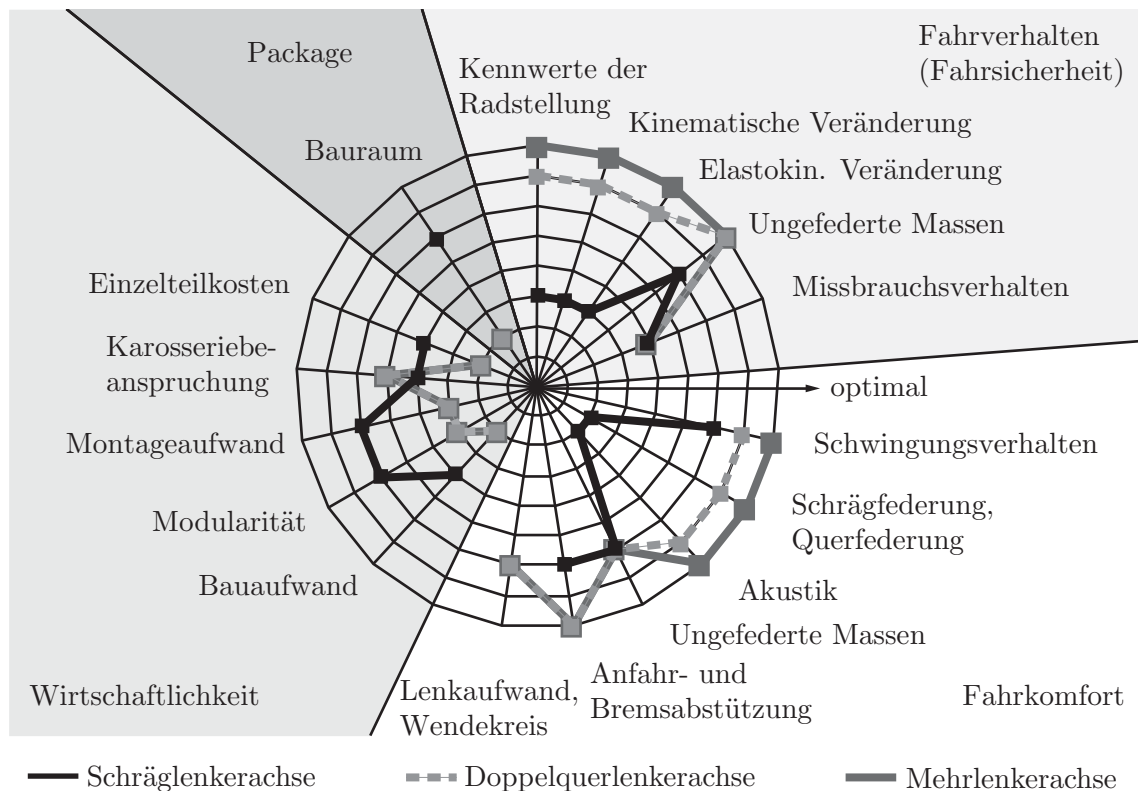 Package
Fahrverhalten
(Fahrsicherheit)
Kennwerte der
Radstellung
Kinematische Veränderung
Bauraum
Elastokin. Veränderung
Ungefederte Massen
Einzelteilkosten
Missbrauchsverhalten
Karosseriebe-
anspruchung
optimal
Montageaufwand
Schwingungsverhalten
Modularität
Schrägfederung,
Querfederung
Bauaufwand
Akustik
Ungefederte Massen
Anfahr- und
Bremsabstützung
Lenkaufwand,
Wendekreis
Wirtschaftlichkeit
Fahrkomfort
Schräglenkerachse
Doppelquerlenkerachse
Mehrlenkerachse